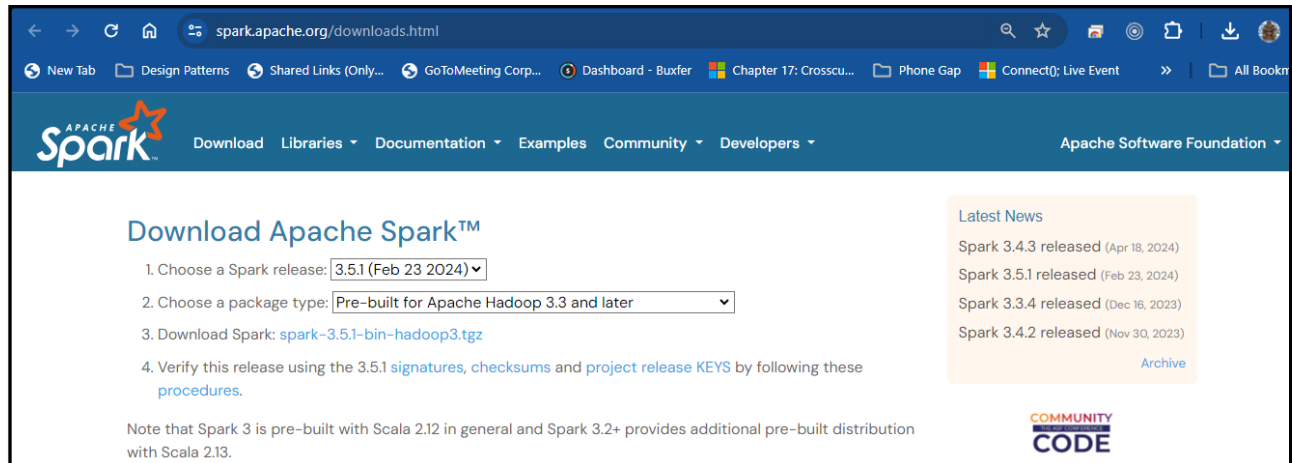 spark.apache.org/downloads.html
New Tab Design Patterns Shared Links (Only... GoToMeeting Corp... Dashboard - Buxfer Chapter 17: Crosscu... Phone Gap Connect(); Live Event » All Bookm
APACHE
Spark™
Download Libraries Documentation Examples Community Developers Apache Software Foundation
Download Apache Spark™
1. Choose a Spark release: 3.5.1 (Feb 23 2024)
2. Choose a package type: Pre-built for Apache Hadoop 3.3 and later
3. Download Spark: spark-3.5.1-bin-hadoop3.tgz
4. Verify this release using the 3.5.1 signatures, checksums and project release KEYS by following these
procedures.
Note that Spark 3 is pre-built with Scala 2.12 in general and Spark 3.2+ provides additional pre-built distribution
with Scala 2.13.
Latest News
Spark 3.4.3 released (Apr 18, 2024)
Spark 3.5.1 released (Feb 23, 2024)
Spark 3.3.4 released (Dec 16, 2023)
Spark 3.4.2 released (Nov 30, 2023)
Archive
COMMUNITY
THE ASF CONFERENCE
CODE